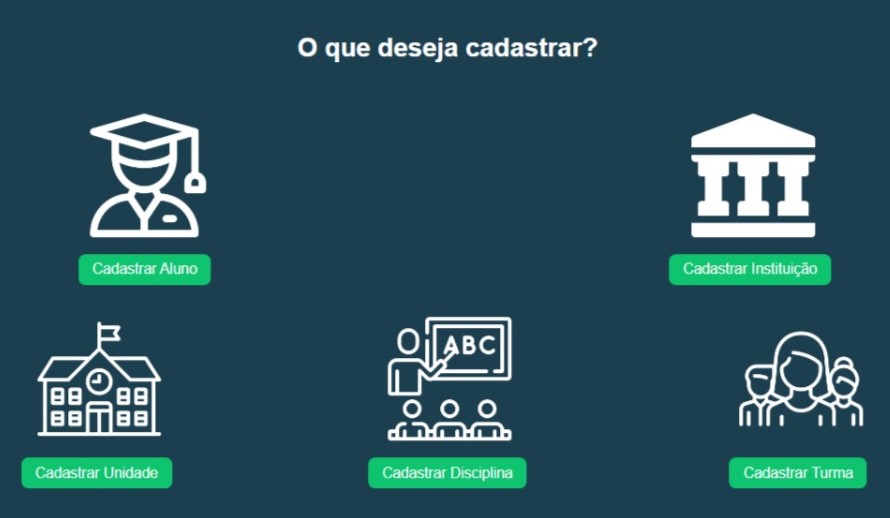 O que deseja cadastrar?
Cadastrar Aluno
Cadastrar Instituição
ABC
Cadastrar Unidade
Cadastrar Disciplina
Cadastrar Turma